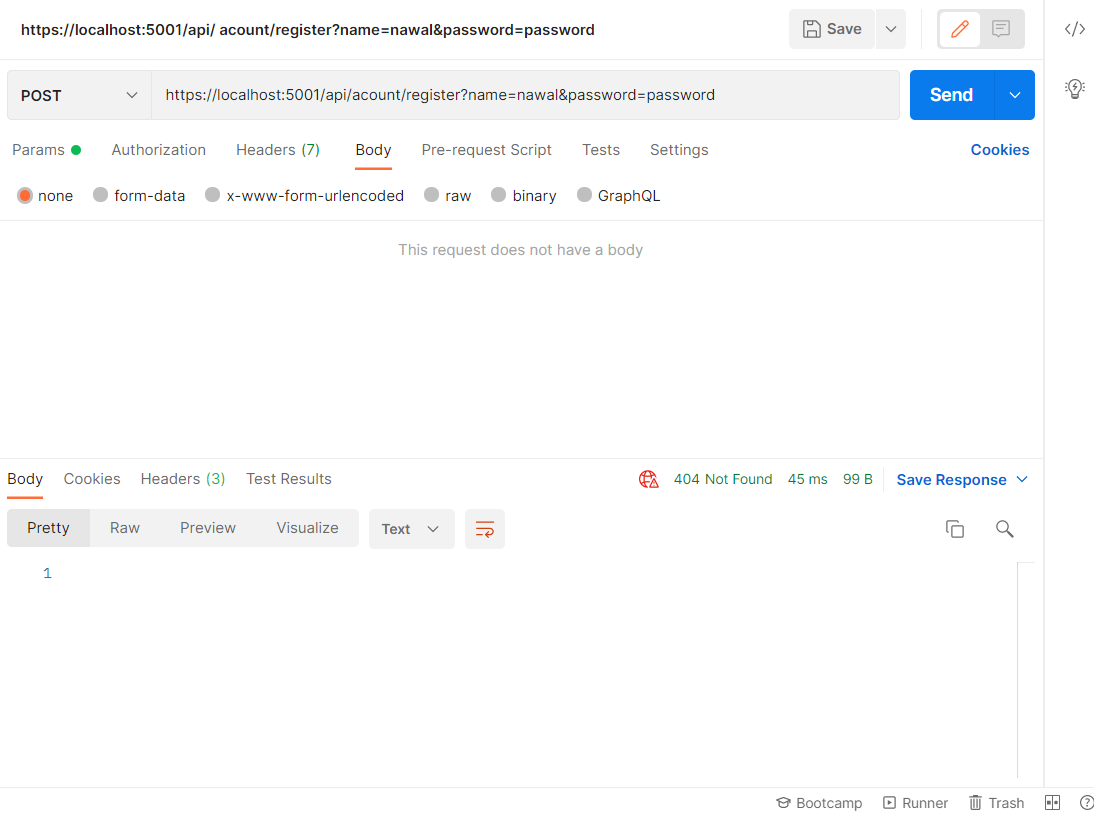 https://localhost:5001/api/ acount/register?name=nawal&password=password
Save
POST
https://localhost:5001/api/acount/register?name=nawal&password=password
Send
Params
Authorization
Headers (7)
Body
Pre-request Script
Tests
Settings
Cookies
none
form-data
x-www-form-urlencoded
raw
binary
GraphQL
This request does not have a body
Body
Cookies
Headers (3)
Test Results
404 Not Found
45 ms
99 B
Save Response
Pretty
Raw
Preview
Visualize
Text
1
Bootcamp
Runner
Trash